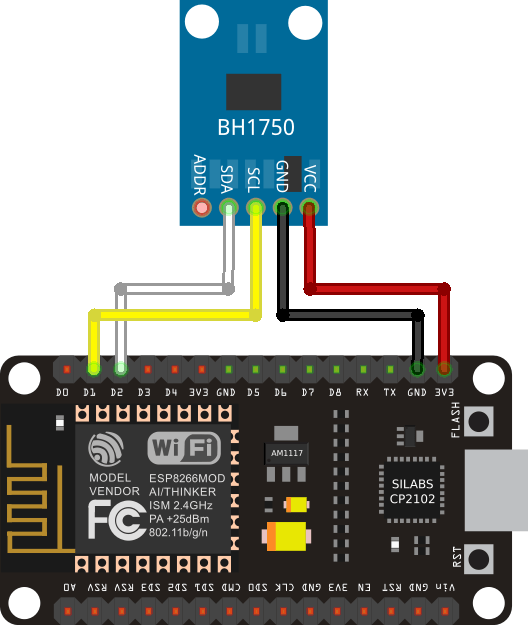 BH1750
ADDR SDA SCL GND VCC
D0 D1 D2 D3 D4 3V3 GND D5 D6 D7 D8 RX TX GND 3V3
FLASH
WiFi
MODEL
VENDOR
ESP8266MOD
AI/THINKER
ISM 2.4GHz
PA +25dBm
802.11b/g/n
FC
AM1117
SILABS
CP2102
RST
A0 RSV RSV SD3 SD2 SD1 CMD SD0 CLK GND 3V3 EN RST GND Vin